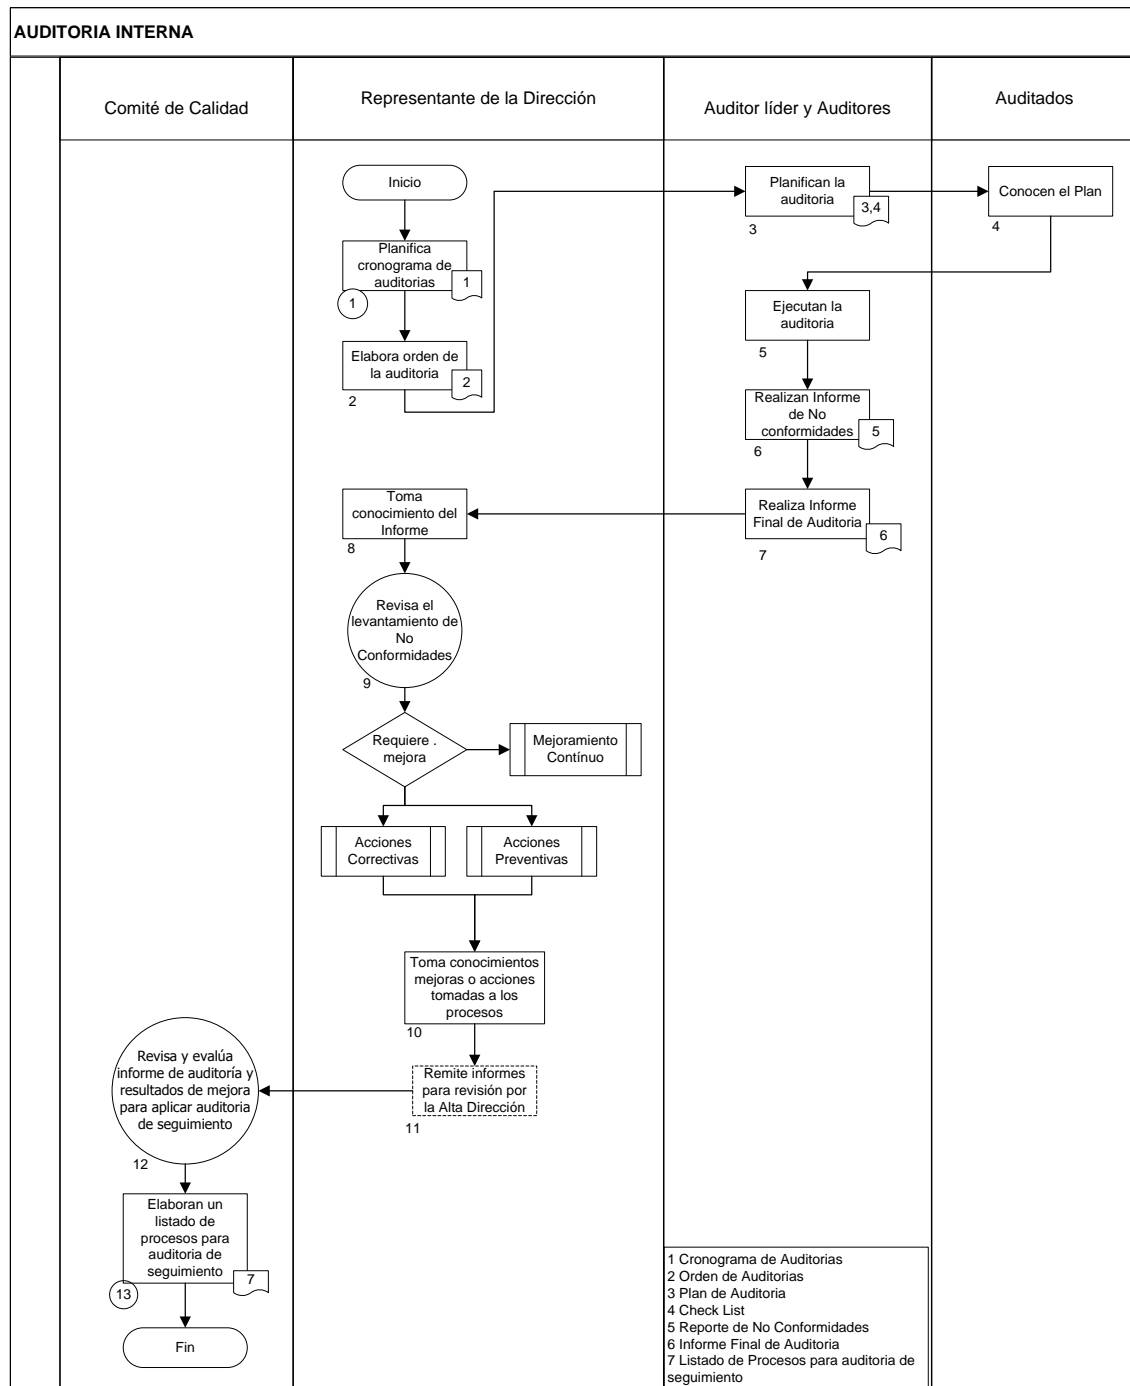 AUDITORIA INTERNA
Comité de Calidad
Representante de la Dirección
Auditor líder y Auditores
Auditados
Inicio
Planifica
cronograma de
auditorias
1
1
Elabora orden de
la auditoria
2
2
Planifican la
auditoria
3,4
3
Conocen el Plan
4
Ejecutan la
auditoria
5
Realizan Informe
de No
conformidades
5
6
Realiza Informe
Final de Auditoria
6
7
Toma
conocimiento del
Informe
8
Revisa el
levantamiento de
No
Conformidades
9
Requiere .
mejora
Mejoramiento
Contínuo
Acciones
Correctivas
Acciones
Preventivas
Toma conocimientos
mejoras o acciones
tomadas a los
procesos
10
Remite informes
para revisión por
la Alta Dirección
11
Revisa y evalúa
informe de auditoría y
resultados de mejora
para aplicar auditoria
de seguimiento
12
Elaboran un
listado de
procesos para
auditoria de
seguimiento
7
13
Fin
1 Cronograma de Auditorias
2 Orden de Auditorias
3 Plan de Auditoria
4 Check List
5 Reporte de No Conformidades
6 Informe Final de Auditoria
7 Listado de Procesos para auditoria de
seguimiento